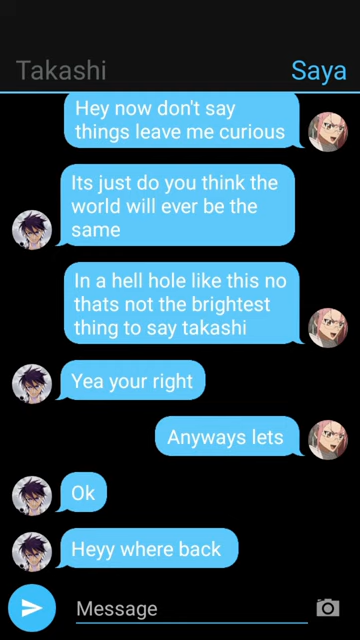 Takashi
Saya
Hey now don't say
things leave me curious
Its just do you think the
world will ever be the
same
In a hell hole like this no
thats not the brightest
thing to say takashi
Yea your right
Anyways lets
Ok
Heyy where back
Message